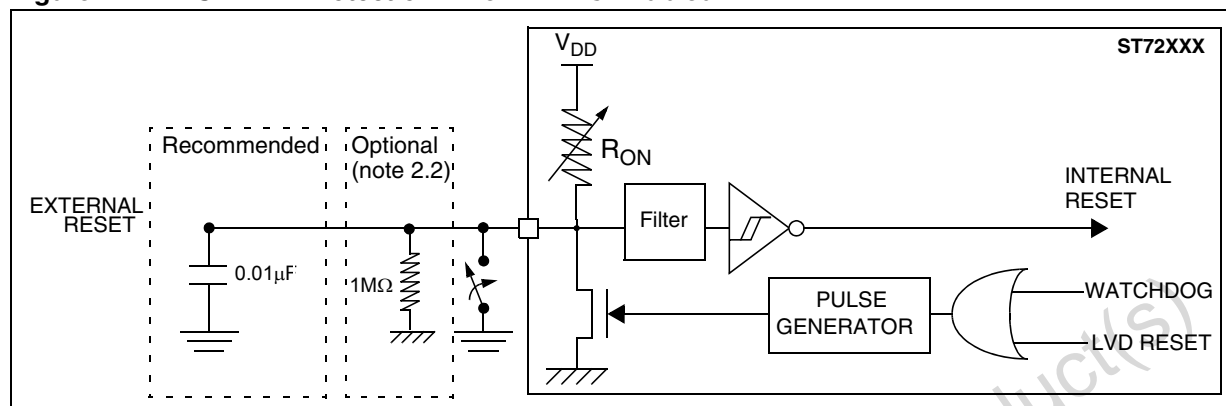 ST72XXX
VDD
RON
Recommended
Optional
(note 2.2)
EXTERNAL
RESET
0.01μF
1MΩ
Filter
INTERNAL
RESET
PULSE
GENERATOR
WATCHDOG
LVD RESET
duct(s)